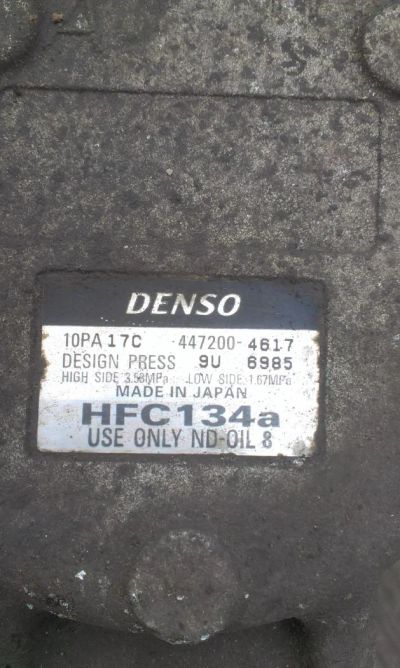 DENSO
10PA17C 447200-4617
DESIGN PRESS 9U 6985
HIGH SIDE 3.58MPa LOW SIDE 1.67MPa
MADE IN JAPAN
HFC134a
USE ONLY ND-OIL 8